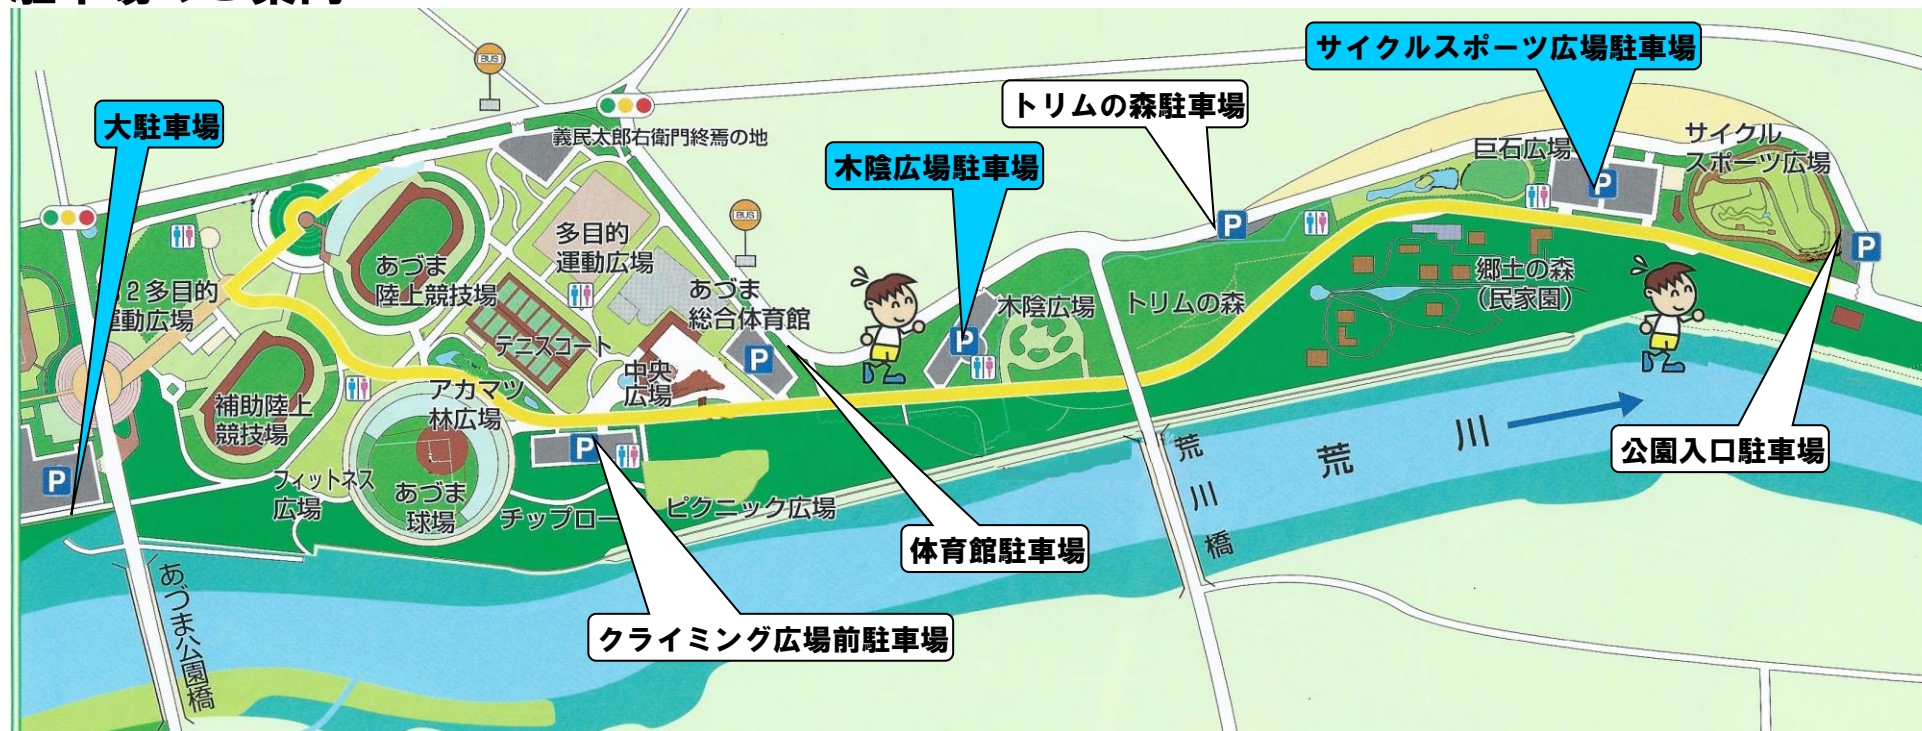 サイクルスポーツ広場駐車場
BUS
トリムの森駐車場
大駐車場
義民太郎右衛門終焉の地
木陰広場駐車場
巨石広場
サイクル
スポーツ広場
P
P
BUS
P
多目的
運動広場
あづま
陸上競技場
郷土の森
(民家園)
2多目的
運動広場
あづま
総合体育館
木陰広場
トリムの森
P
テニスコート
P
中央
広場
アカマツ
林広場
補助陸上
競技場
公園入口駐車場
荒川
荒川橋
P
P
フィットネス
広場
あづま
球場
チップロー
ピクニック広場
体育館駐車場
あづま公園橋
クライミング広場前駐車場